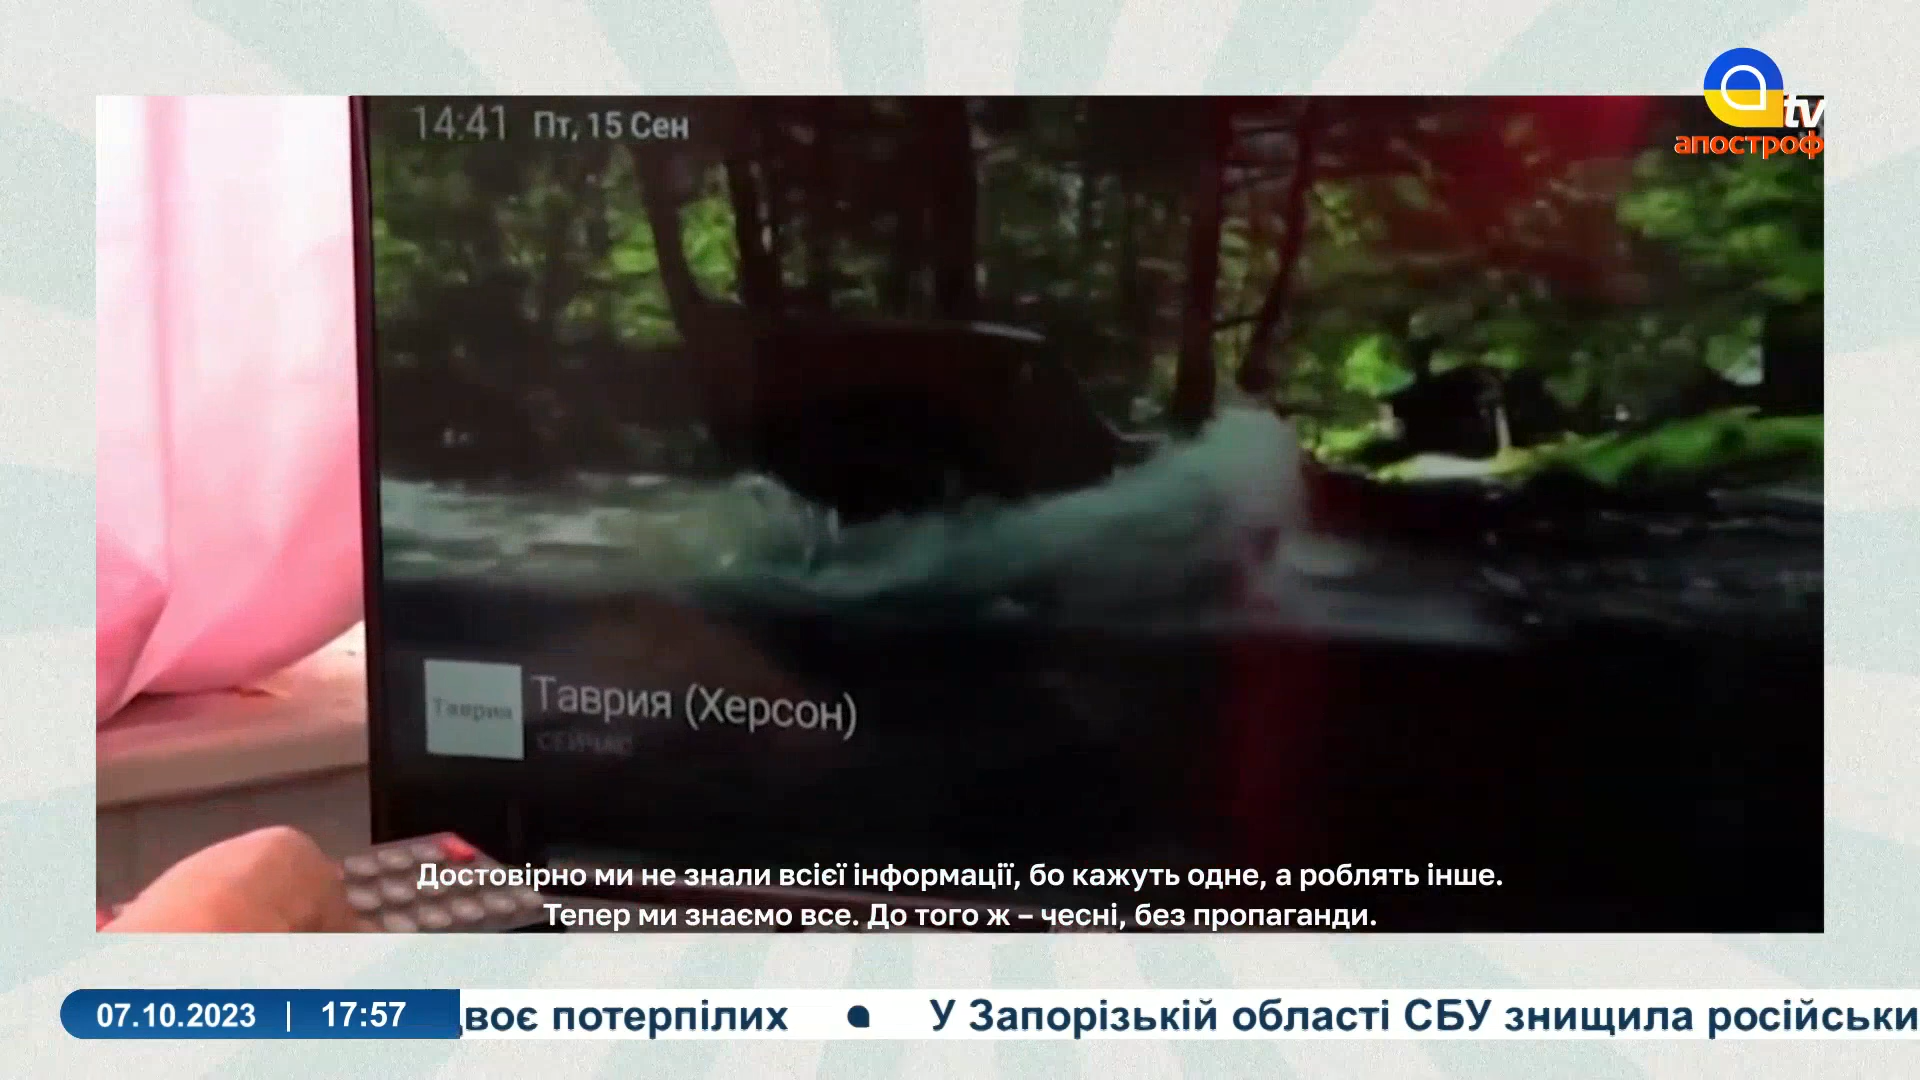 tv
апостроф
14:41 Пт, 15 Сен
Таврия
Таврия (Херсон)
СЕЙЧАС
Достовірно ми не знали всієї інформації, бо кажуть одне, а роблять інше.
Тепер ми знаємо все. До того ж – чесні, без пропаганди.
07.10.2023 | 17:57 двоє потерпілих • У Запорізькій області СБУ знищила російськи